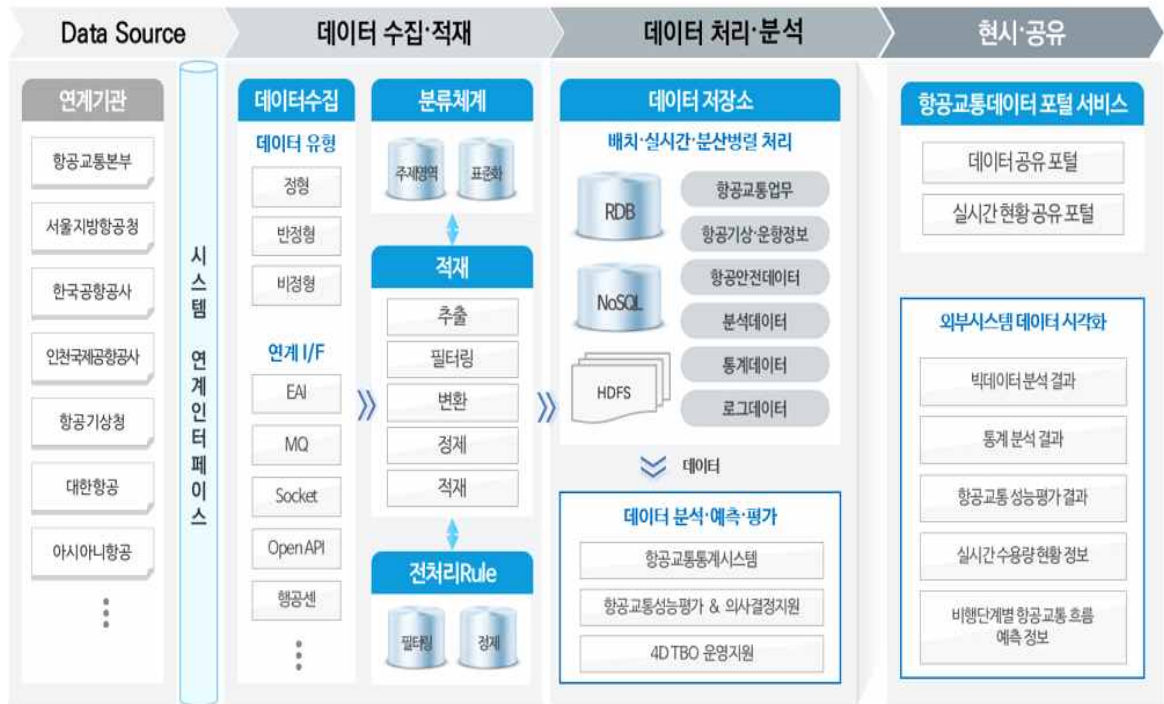 Data Source
데이터 수집·적재
데이터 처리·분석
현시·공유
연계기관
항공교통본부
서울지방항공청
한국공항공사
인천국제공항공사
항공기상청
대한항공
아시아니항공
시스템 연계인터페이스
데이터수집
데이터 유형
정형
반정형
비정형
연계 I/F
EAI
MQ
Socket
Open API
행공센
분류체계
주제영역
표준화
적재
추출
필터링
변환
정제
적재
전처리Rule
필터링
정제
데이터 저장소
배치·실시간·분산병렬 처리
RDB
NoSQL
HDFS
항공교통업무
항공기상·운항정보
항공안전데이터
분석데이터
통계데이터
로그데이터
데이터
데이터 분석·예측·평가
항공교통통계시스템
항공교통성능평가 & 의사결정지원
4D TBO 운영지원
항공교통데이터 포털 서비스
데이터 공유 포털
실시간 현황 공유 포털
외부시스템 데이터 시각화
빅데이터 분석 결과
통계 분석 결과
항공교통 성능평가 결과
실시간 수용량 현황 정보
비행단계별 항공교통 흐름
예측 정보